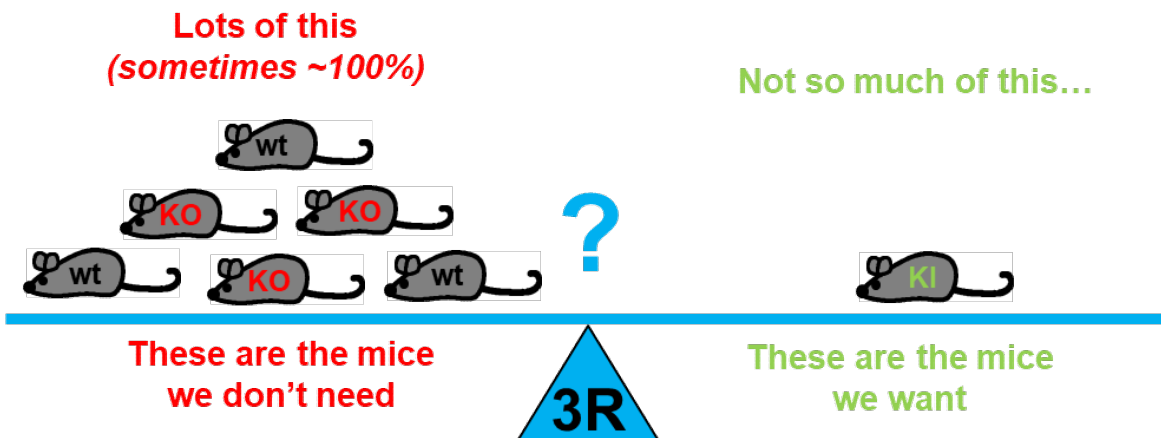 Lots of this
(sometimes ~100%)
Not so much of this…
wt
KO KO
wt KO wt
?
KI
These are the mice
we don’t need
These are the mice
we want
3R